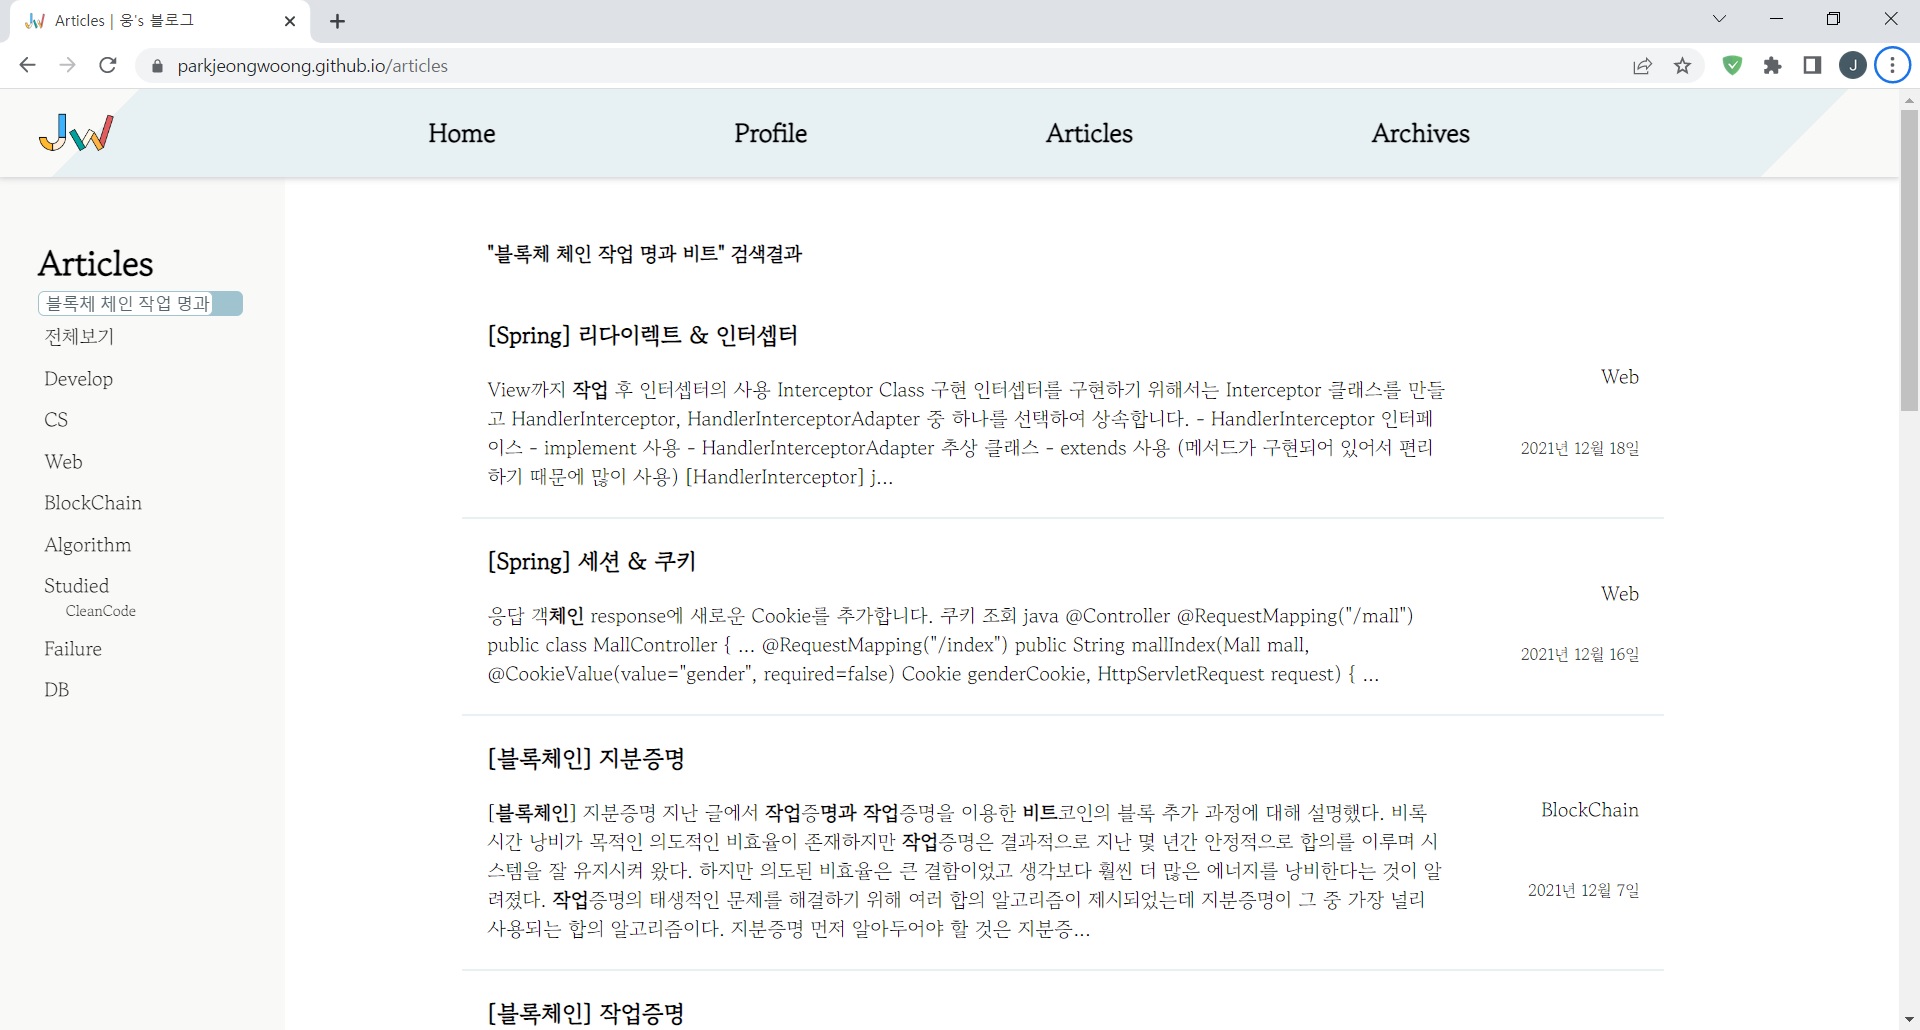 Articles | 웅's 블로그
parkjeongwoong.github.io/articles
J
JW
Home Profile Articles Archives
Articles
블록체 체인 작업 명과
전체보기
Develop
CS
Web
BlockChain
Algorithm
Studied
CleanCode
Failure
DB
"블록체 체인 작업 명과 비트" 검색결과
[Spring] 리다이렉트 & 인터셉터
View까지 작업 후 인터셉터의 사용 Interceptor Class 구현 인터셉터를 구현하기 위해서는 Interceptor 클래스를 만들
고 HandlerInterceptor, HandlerInterceptorAdapter 중 하나를 선택하여 상속합니다. - HandlerInterceptor 인터페
이스 - implement 사용 - HandlerInterceptorAdapter 추상 클래스 - extends 사용 (메서드가 구현되어 있어서 편리
하기 때문에 많이 사용) [HandlerInterceptor] j...
Web
2021년 12월 18일
[Spring] 세션 & 쿠키
응답 객체인 response에 새로운 Cookie를 추가합니다. 쿠키 조회 java @Controller @RequestMapping("/mall")
public class MallController { ... @RequestMapping("/index") public String mallIndex(Mall mall,
@CookieValue(value="gender", required=false) Cookie genderCookie, HttpServletRequest request) { ...
Web
2021년 12월 16일
[블록체인] 지분증명
[블록체인] 지분증명 지난 글에서 작업증명과 작업증명을 이용한 비트코인의 블록 추가 과정에 대해 설명했다. 비록
시간 낭비가 목적인 의도적인 비효율이 존재하지만 작업증명은 결과적으로 지난 몇 년간 안정적으로 합의를 이루며 시
스템을 잘 유지시켜 왔다. 하지만 의도된 비효율은 큰 결함이었고 생각보다 훨씬 더 많은 에너지를 낭비한다는 것이 알
려졌다. 작업증명의 태생적인 문제를 해결하기 위해 여러 합의 알고리즘이 제시되었는데 지분증명이 그 중 가장 널리
사용되는 합의 알고리즘이다. 지분증명 먼저 알아두어야 할 것은 지분증...
BlockChain
2021년 12월 7일
[블록체인] 작업증명